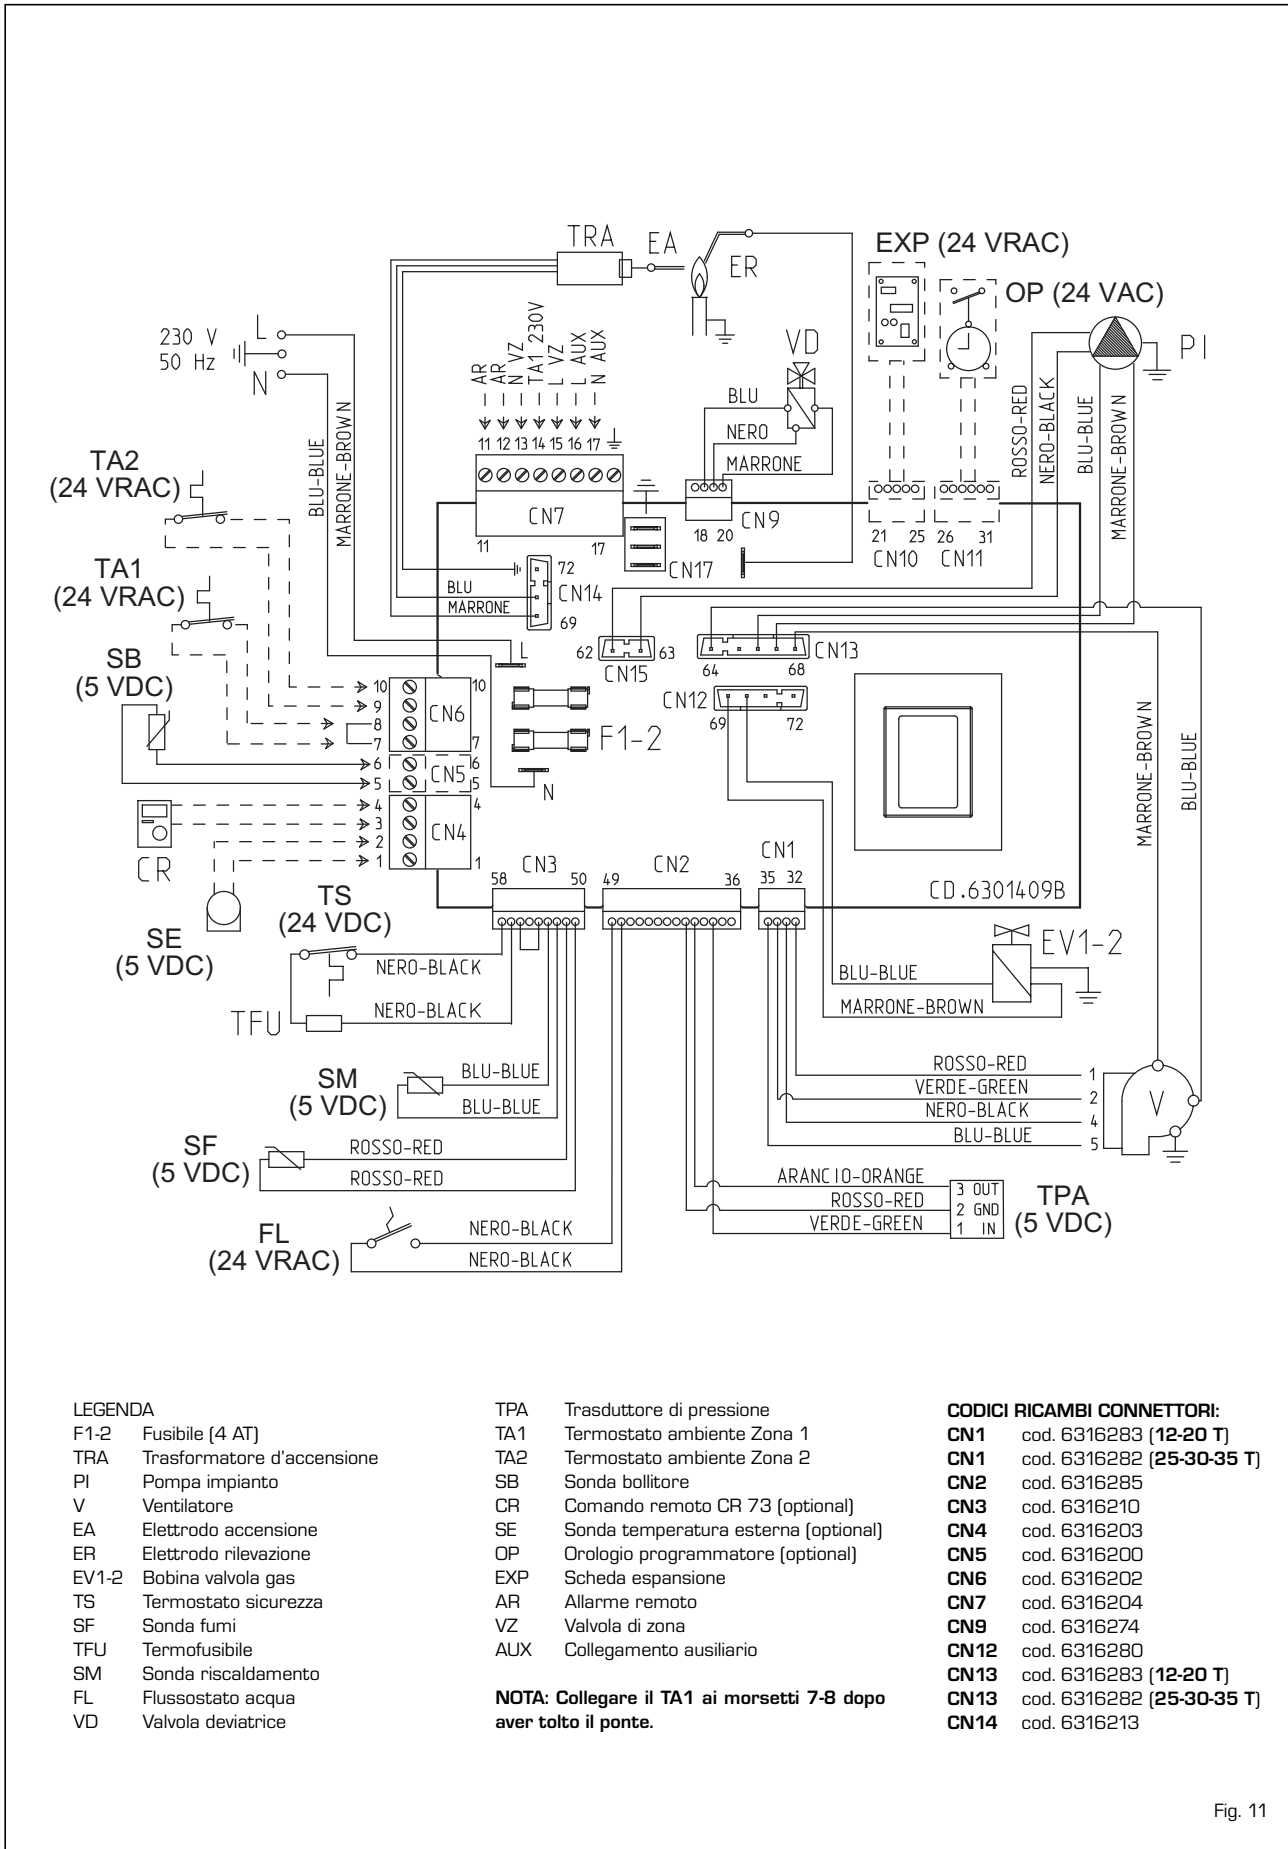 TRA
EA
ER
EXP (24 VRAC)
OP (24 VAC)
230 V
50 Hz
L
N
AR
AR
N VZ
TA1 230V
L VZ
L AUX
N AUX
11 12 13 14 15 16 17
VD
BLU
NERO
MARRONE
PI
ROSSO-RED
NERO-BLACK
BLU-BLUE
MARRONE-BROWN
BLU-BLUE
MARRONE-BROWN
TA2
(24 VRAC)
TA1
(24 VRAC)
SB
(5 VDC)
CN7
11 17
18 20
CN9
21 25
CN10
26 31
CN11
CN17
72
CN14
69
BLU
MARRONE
62 63
CN15
L
64 68
CN13
CN12
69 72
F1-2
N
10 10
9
8
7 7
CN6
6 6
5 5
CN5
4 4
3
2
1 1
CN4
CR
SE
(5 VDC)
MARRONE-BROWN
BLU-BLUE
CN3
58 50
CN2
49 36
CN1
35 32
CD.6301409B
TS
(24 VDC)
NERO-BLACK
NERO-BLACK
TFU
EV1-2
BLU-BLUE
MARRONE-BROWN
SM
(5 VDC)
BLU-BLUE
BLU-BLUE
ROSSO-RED 1
VERDE-GREEN 2
NERO-BLACK 4
BLU-BLUE 5
V
SF
(5 VDC)
ROSSO-RED
ROSSO-RED
ARANCIO-ORANGE 3 OUT
ROSSO-RED 2 GND
VERDE-GREEN 1 IN
TPA
(5 VDC)
FL
(24 VRAC)
NERO-BLACK
NERO-BLACK
LEGENDA
F1-2 Fusibile (4 AT)
TRA Trasformatore d'accensione
PI Pompa impianto
V Ventilatore
EA Elettrodo accensione
ER Elettrodo rilevazione
EV1-2 Bobina valvola gas
TS Termostato sicurezza
SF Sonda fumi
TFU Termofusibile
SM Sonda riscaldamento
FL Flussostato acqua
VD Valvola deviatrice
TPA Trasduttore di pressione
TA1 Termostato ambiente Zona 1
TA2 Termostato ambiente Zona 2
SB Sonda bollitore
CR Comando remoto CR 73 (optional)
SE Sonda temperatura esterna (optional)
OP Orologio programmatore (optional)
EXP Scheda espansione
AR Allarme remoto
VZ Valvola di zona
AUX Collegamento ausiliario
NOTA: Collegare il TA1 ai morsetti 7-8 dopo
aver tolto il ponte.
CODICI RICAMBI CONNETTORI:
CN1 cod. 6316283 (12-20 T)
CN1 cod. 6316282 (25-30-35 T)
CN2 cod. 6316285
CN3 cod. 6316210
CN4 cod. 6316203
CN5 cod. 6316200
CN6 cod. 6316202
CN7 cod. 6316204
CN9 cod. 6316274
CN12 cod. 6316280
CN13 cod. 6316283 (12-20 T)
CN13 cod. 6316282 (25-30-35 T)
CN14 cod. 6316213
Fig. 11